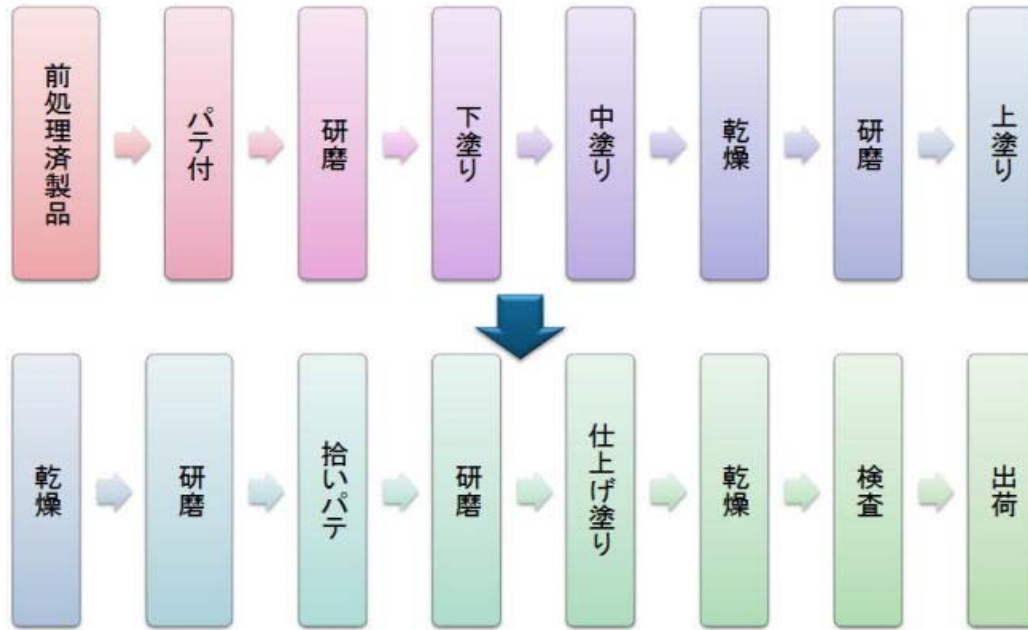 前処理済製品
パテ付
研磨
下塗り
中塗り
乾燥
研磨
上塗り
乾燥
研磨
拾いパテ
研磨
仕上げ塗り
乾燥
検査
出荷